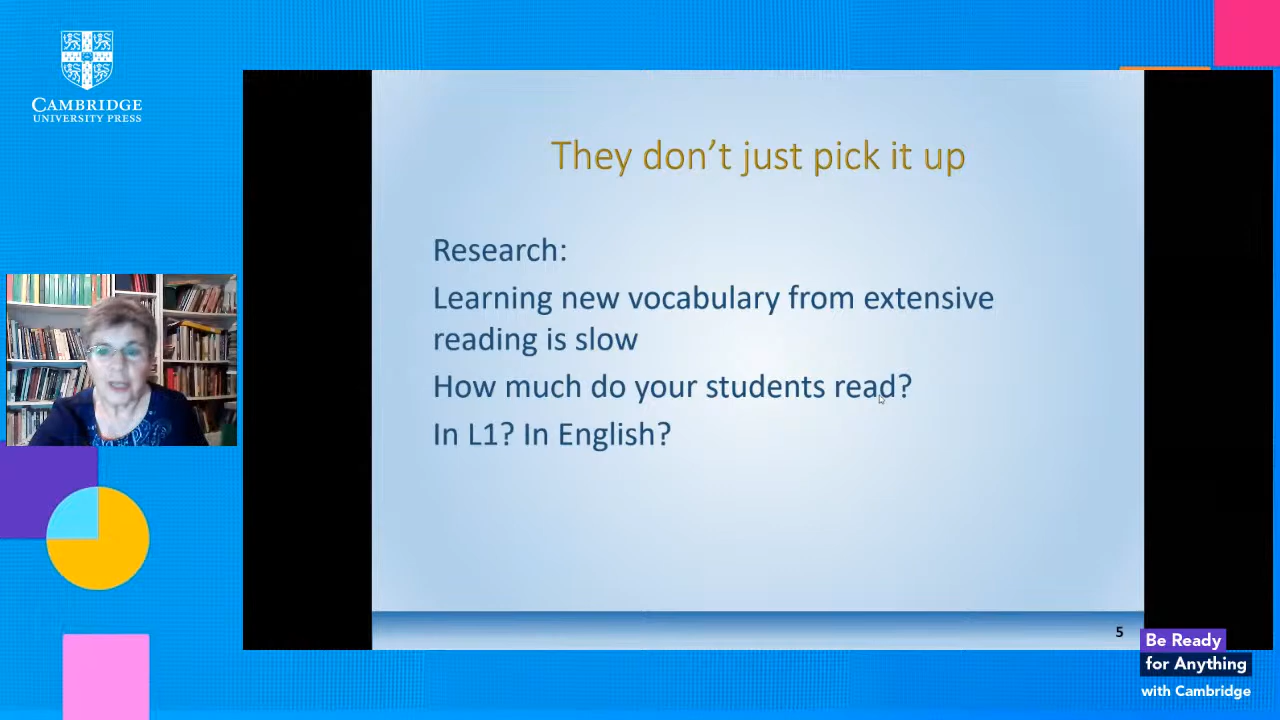 CAMBRIDGE
UNIVERSITY PRESS
They don't just pick it up
Research:
Learning new vocabulary from extensive
reading is slow
How much do your students read?
In L1? In English?
5
Be Ready
for Anything
with Cambridge